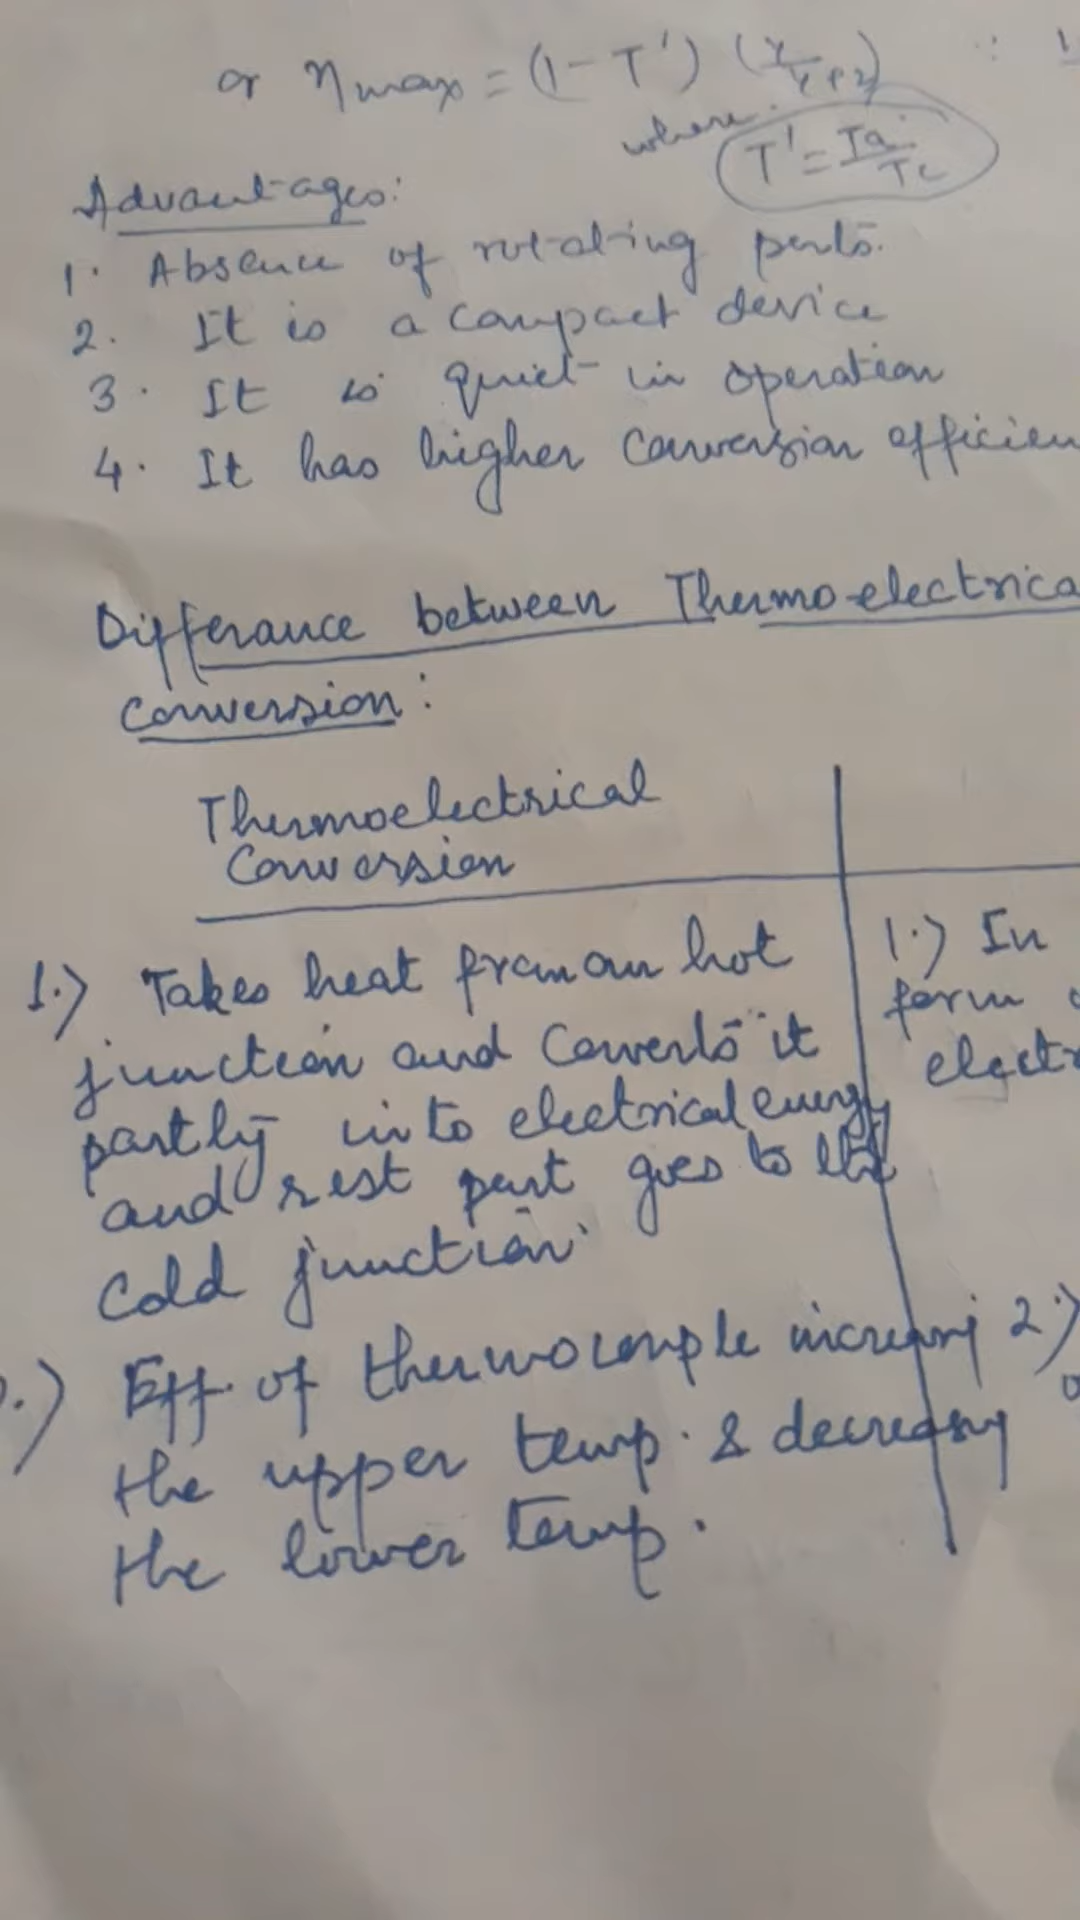 or ηmax = (1 - T')
where T' = Ta/Tc
Advantages:
1. Absence of rotating parts.
2. It is a compact device
3. It is quiet in operation
4. It has higher conversion efficien
Differance between Thermo-electrica
conversion:
Thermoelectrical
Conversion
1.) Takes heat from an hot
junction and Converts it
partly into electrical energy
and rest part goes to the
cold junction.
1.) In
form
electr
Eff. of thermocouple increasing
the upper temp. & decreasing
the lower temp.
2.)